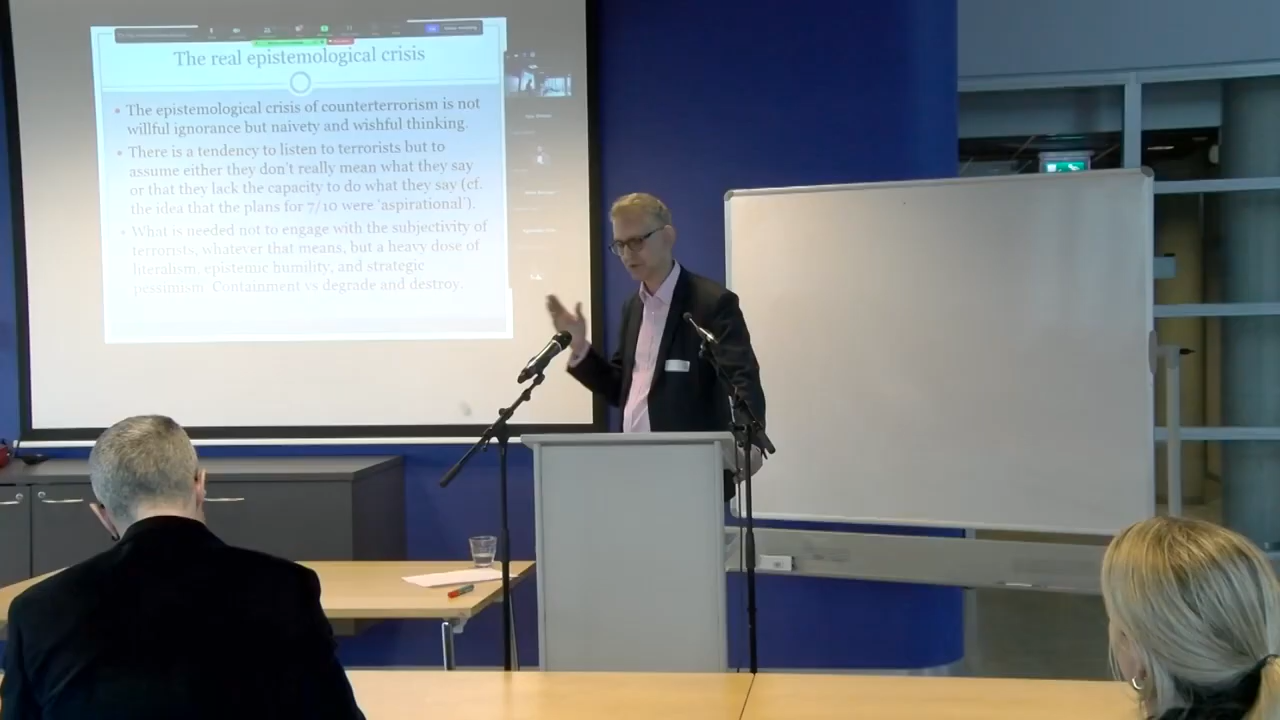 The real epistemological crisis
The epistemological crisis of counterterrorism is not
willful ignorance but naivety and wishful thinking.
There is a tendency to listen to terrorists but to
assume either they don't really mean what they say
or that they lack the capacity to do what they say (cf.
the idea that the plans for 7/10 were 'aspirational').
What is needed not to engage with the subjectivity of
terrorists, whatever that means, but a heavy dose of
literalism, epistemic humility, and strategic
pessimism. Containment vs degrade and destroy.